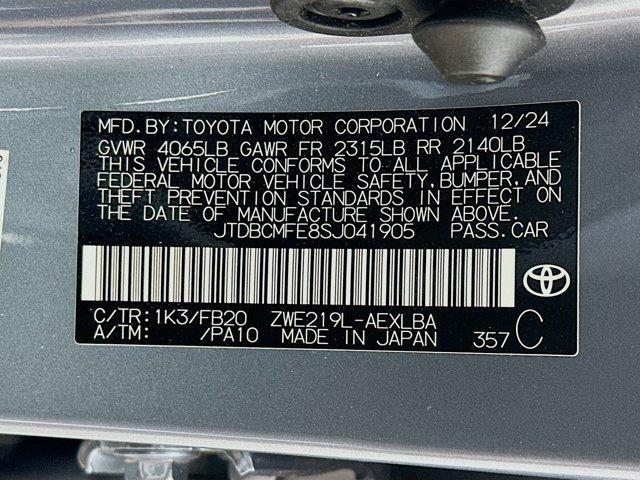 MFD. BY: TOYOTA MOTOR CORPORATION 12/24
GVWR 4065LB GAWR FR 2315LB RR 2140LB
THIS VEHICLE CONFORMS TO ALL APPLICABLE
FEDERAL MOTOR VEHICLE SAFETY, BUMPER, AND
THEFT PREVENTION STANDARDS IN EFFECT ON
THE DATE OF MANUFACTURE SHOWN ABOVE.
JTDBCMFE8SJ041905 PASS. CAR
C/TR: 1K3/FB20 ZWE219L-AEXLBA
A/TM: /PA10 MADE IN JAPAN 357 C